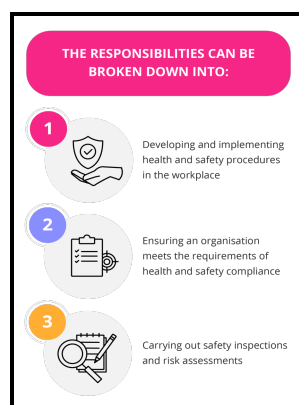 THE RESPONSIBILITIES CAN BE
BROKEN DOWN INTO:
1
Developing and implementing
health and safety procedures
in the workplace
2
Ensuring an organisation
meets the requirements of
health and safety compliance
3
Carrying out safety inspections
and risk assessments